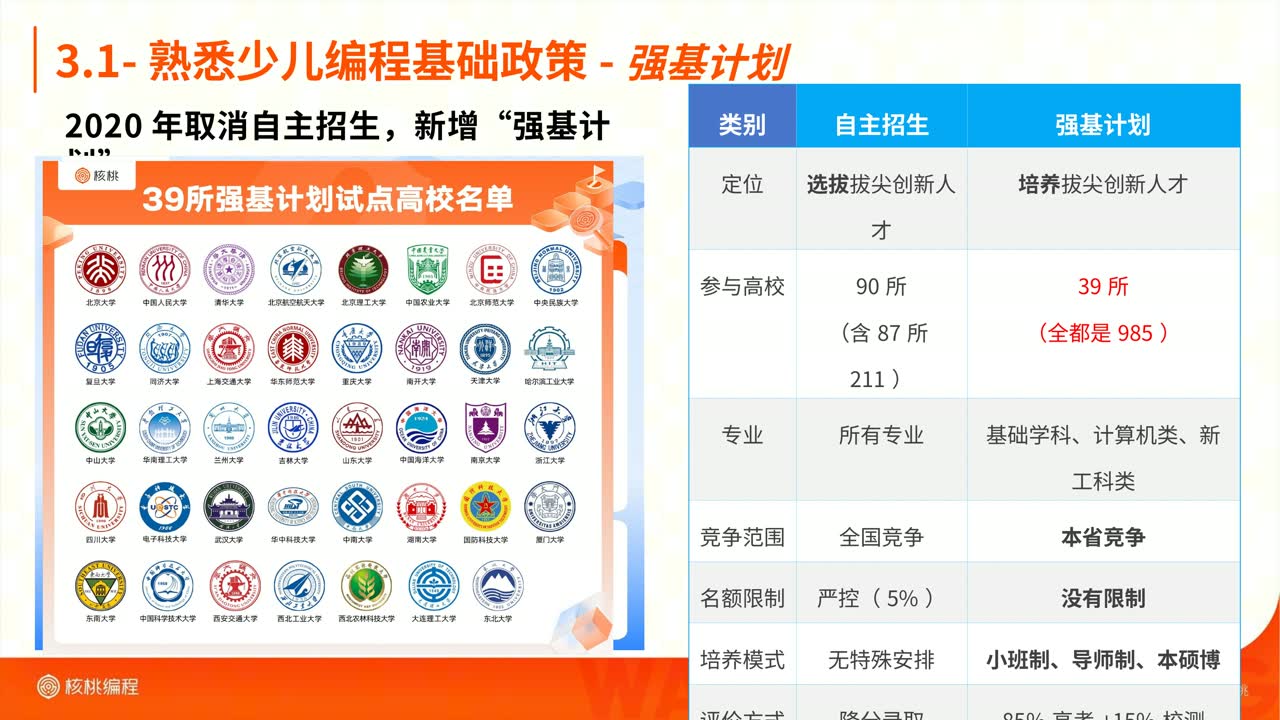 3.1- 熟悉少儿编程基础政策 - 强基计划
2020 年取消自主招生，新增“强基计
划”
核桃
39所强基计划试点高校名单
北京大学 中国人民大学 清华大学 北京航空航天大学 北京理工大学 中国农业大学 北京师范大学 中央民族大学
复旦大学 同济大学 上海交通大学 华东师范大学 重庆大学 南开大学 天津大学 哈尔滨工业大学
中山大学 华南理工大学 兰州大学 吉林大学 山东大学 中国海洋大学 南京大学 浙江大学
四川大学 电子科技大学 武汉大学 华中科技大学 中南大学 湖南大学 国防科技大学 厦门大学
东南大学 中国科学技术大学 西安交通大学 西北工业大学 西北农林科技大学 大连理工大学 东北大学
类别 自主招生 强基计划
定位 选拔拔尖创新人 培养拔尖创新人才
才
参与高校 90 所 39 所
（含 87 所 （全都是 985 ）
211 ）
专业 所有专业 基础学科、计算机类、新
工科类
竞争范围 全国竞争 本省竞争
名额限制 严控（ 5% ） 没有限制
培养模式 无特殊安排 小班制、导师制、本硕博
评价方式 降分录取 85% 高考 +15% 校测
核桃编程
桃